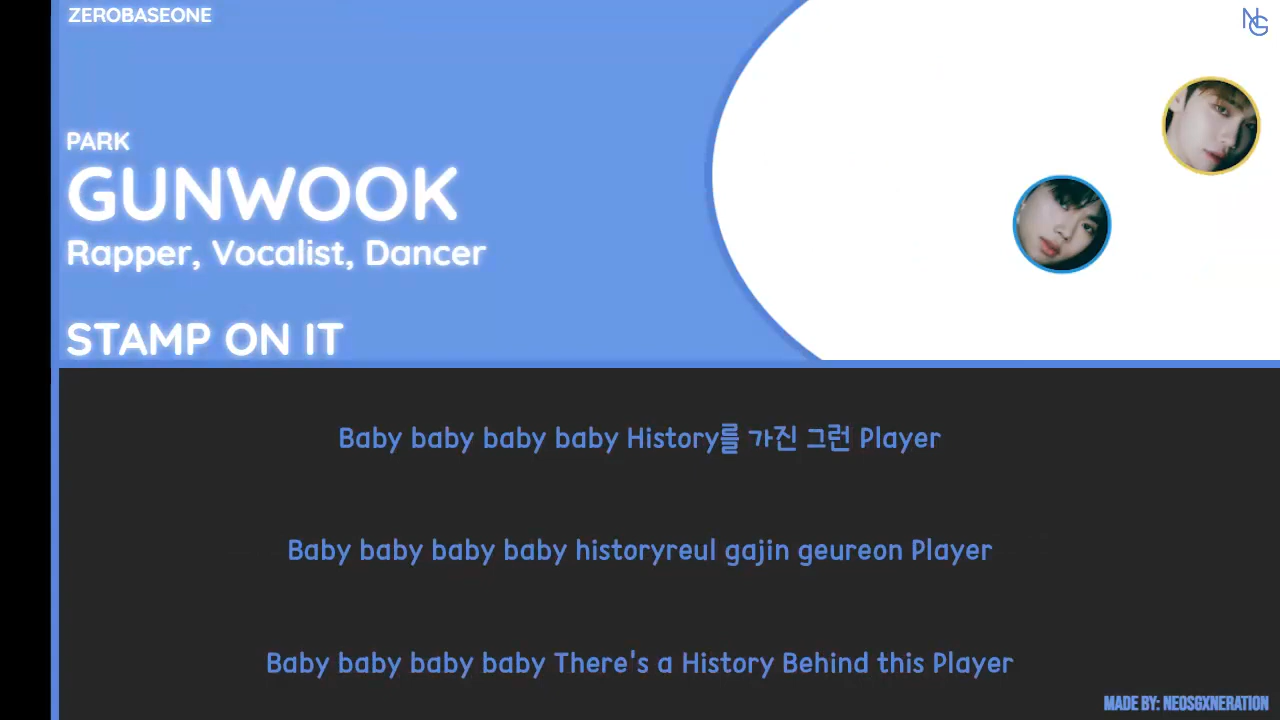 ZEROBASEONE
NG
PARK
GUNWOOK
Rapper, Vocalist, Dancer
STAMP ON IT
Baby baby baby baby History를 가진 그런 Player
Baby baby baby baby historyreul gajin geureon Player
Baby baby baby baby There's a History Behind this Player
MADE BY: NEOSGXNERATION